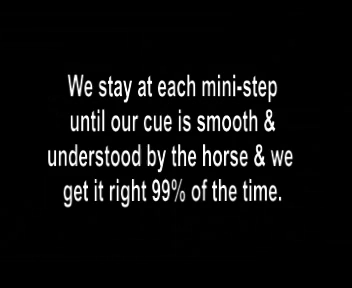 We stay at each mini-step
until our cue is smooth &
understood by the horse & we
get it right 99% of the time.